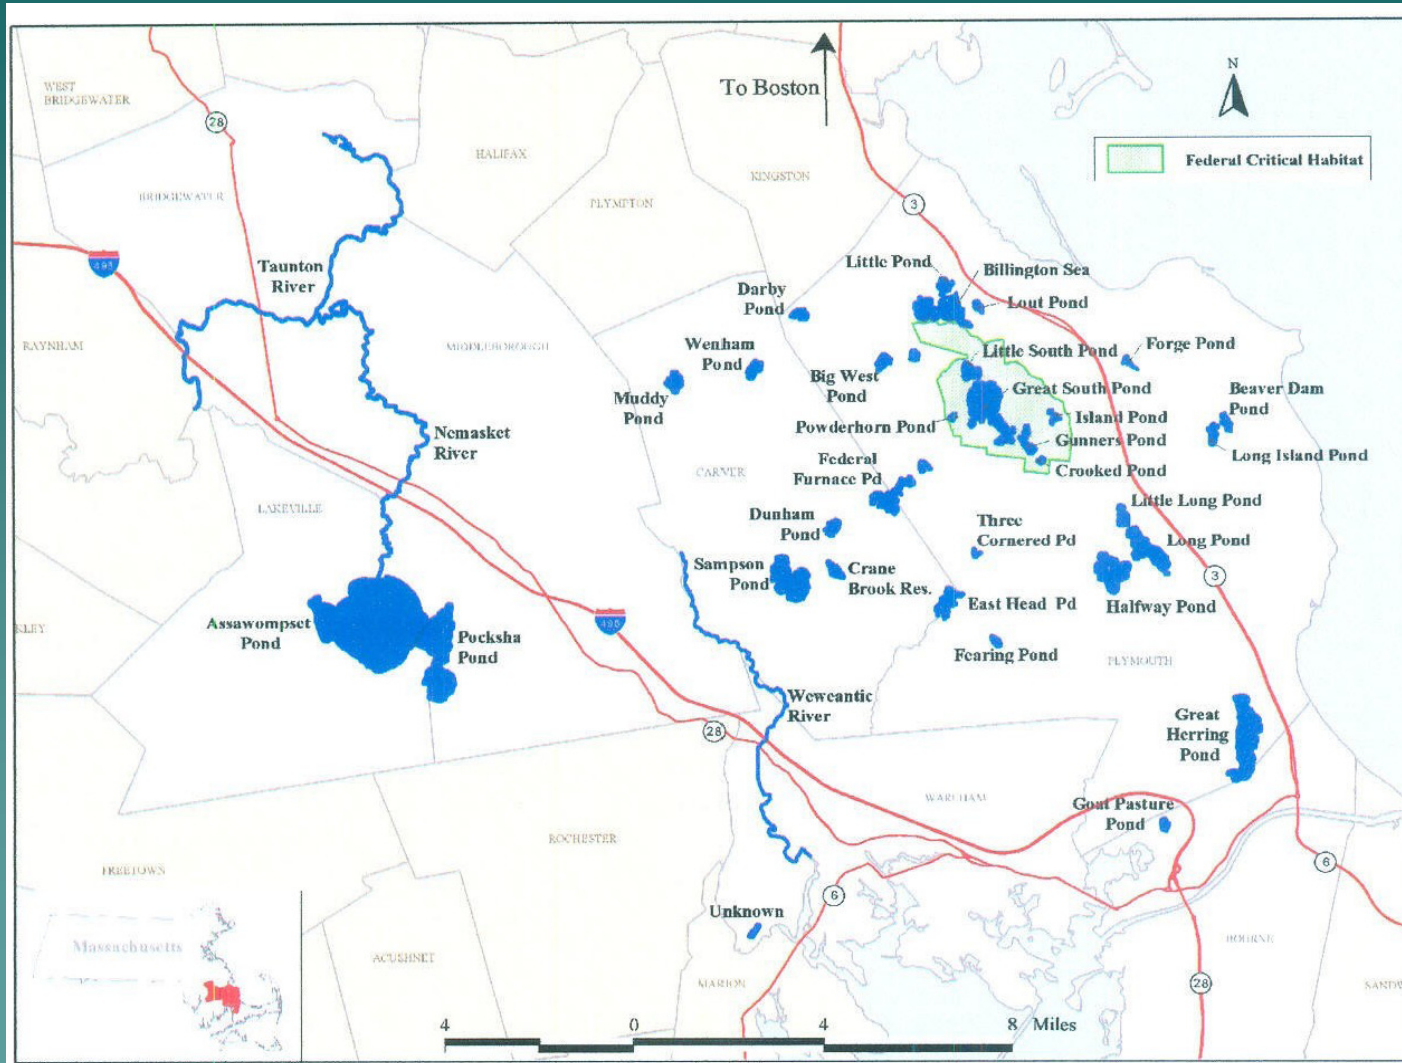 To Boston
N
Federal Critical Habitat
WEST
BRIDGEWATER
28
HALIFAX
KINGSTON
BRIDGEWATER
PLYMPTON
3
495
Taunton
River
Little Pond
Billington Sea
Darby
Pond
Lout Pond
RAYNHAM
MIDDLEBOROUGH
Wenham
Pond
Little South Pond
Forge Pond
Muddy
Pond
Big West
Pond
Great South Pond
Beaver Dam
Pond
Powderhorn Pond
Island Pond
Nemasket
River
Gunners Pond
Long Island Pond
Federal
Furnace Pd
Crooked Pond
CARVER
LAKEVILLE
Little Long Pond
Dunham
Pond
Three
Cornered Pd
Long Pond
Sampson
Pond
Crane
Brook Res.
3
East Head Pd
Halfway Pond
495
Assawompset
Pond
Pocksha
Pond
KLEY
Fearing Pond
PLYMOUTH
Weweantic
River
Great
Herring
Pond
28
WAREHAM
Goat Pasture
Pond
ROCHESTER
FREETOWN
6
6
Unknown
Massachusetts
BOURNE
ACUSHNET
MARION
28
SANDW
4 0 4 8 Miles